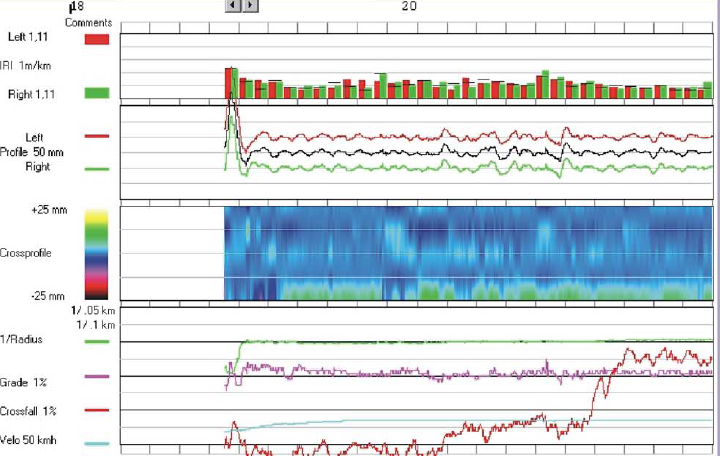 18
20
Comments
Left 1,11
IRI 1m/km
Right 1,11
Left
Profile 50 mm
Right
+25 mm
Crossprofile
-25 mm
1/ .05 km
1/ .1 km
1/Radius
Grade 1%
Crossfall 1%
Velo 50 kmh